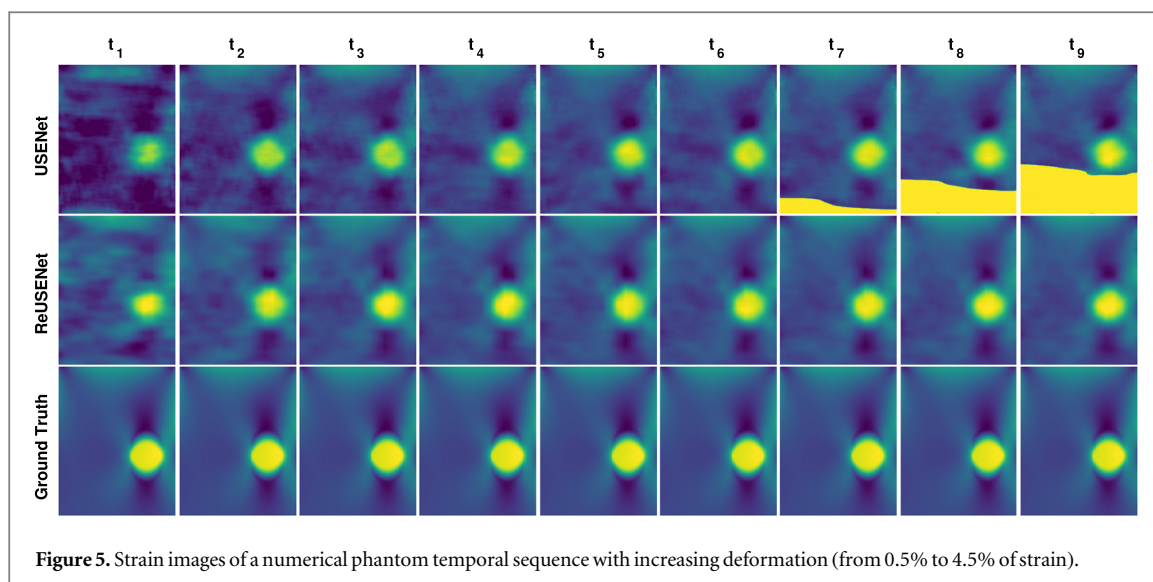 t1 t2 t3 t4 t5 t6 t7 t8 t9
USENet
ReUSENet
Ground Truth
Figure 5. Strain images of a numerical phantom temporal sequence with increasing deformation (from 0.5% to 4.5% of strain).